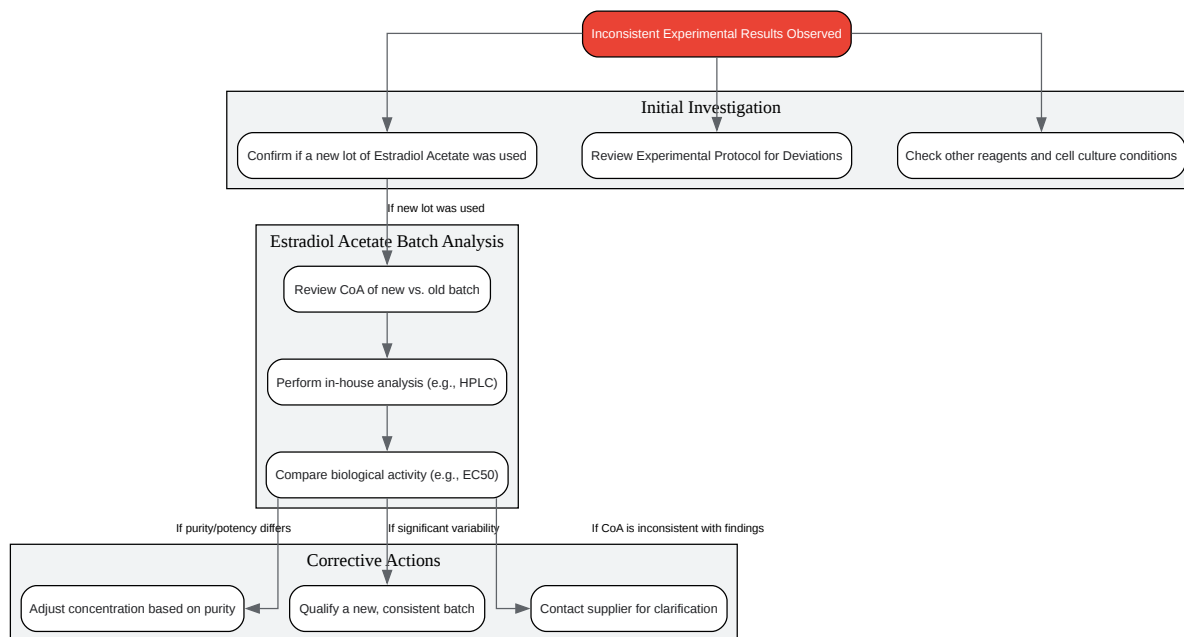 Inconsistent Experimental Results Observed
Initial Investigation
Confirm if a new lot of Estradiol Acetate was used
Review Experimental Protocol for Deviations
Check other reagents and cell culture conditions
If new lot was used
Estradiol Acetate Batch Analysis
Review CoA of new vs. old batch
Perform in-house analysis (e.g., HPLC)
Compare biological activity (e.g., EC50)
If purity/potency differs
If significant variability
If CoA is inconsistent with findings
Corrective Actions
Adjust concentration based on purity
Qualify a new, consistent batch
Contact supplier for clarification